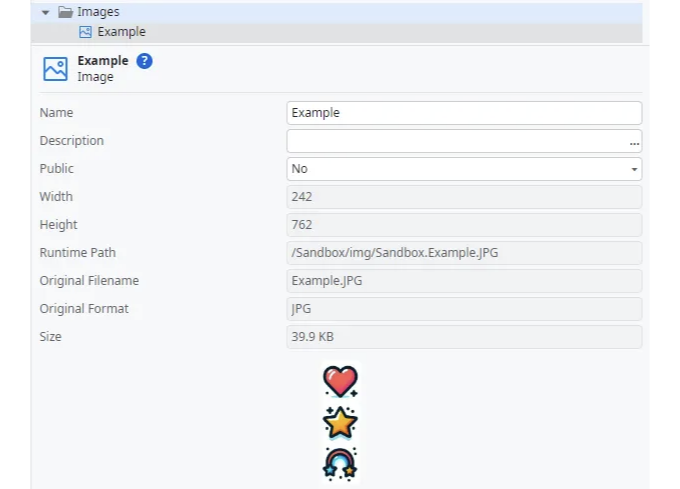 Images
Example
Example ?
Image
Name Example
Description ...
Public No
Width 242
Height 762
Runtime Path /Sandbox/img/Sandbox.Example.JPG
Original Filename Example.JPG
Original Format JPG
Size 39.9 KB